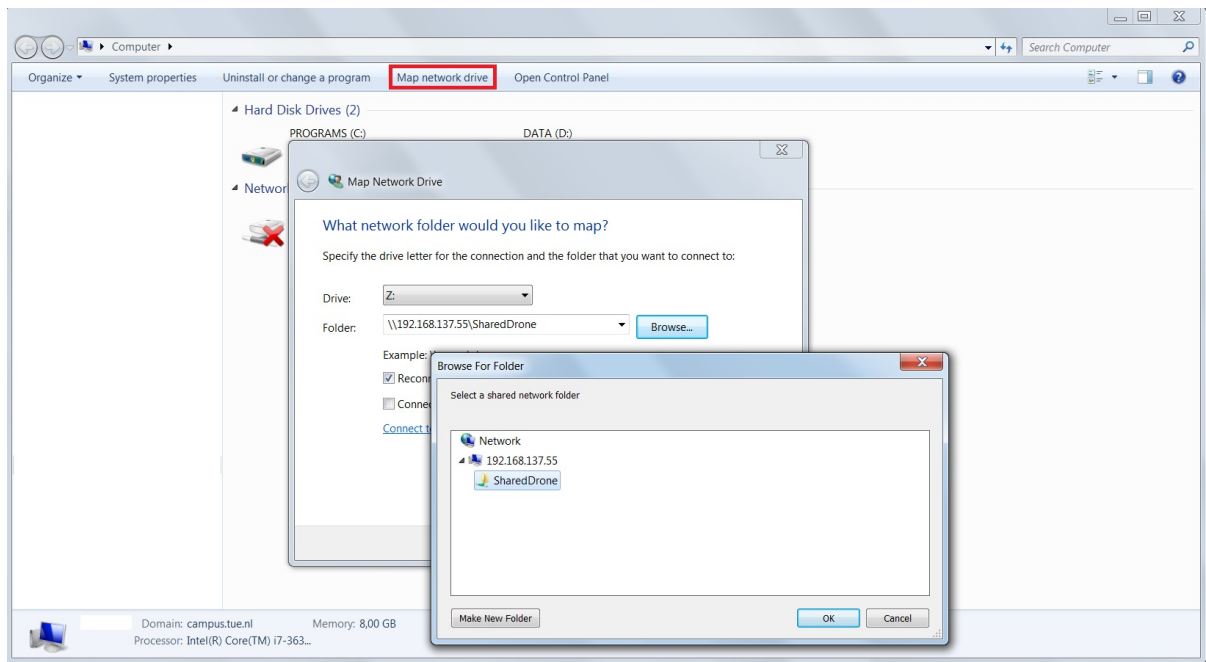 Computer
Search Computer
Organize
System properties
Uninstall or change a program
Map network drive
Open Control Panel
Hard Disk Drives (2)
PROGRAMS (C:)
DATA (D:)
Map Network Drive
What network folder would you like to map?
Specify the drive letter for the connection and the folder that you want to connect to:
Drive:
Z:
Folder:
\\192.168.137.55\SharedDrone
Browse...
Example:
Browse For Folder
Select a shared network folder
Network
192.168.137.55
SharedDrone
Make New Folder
OK
Cancel
Domain: campus.tue.nl
Memory: 8,00 GB
Processor: Intel(R) Core(TM) i7-363...